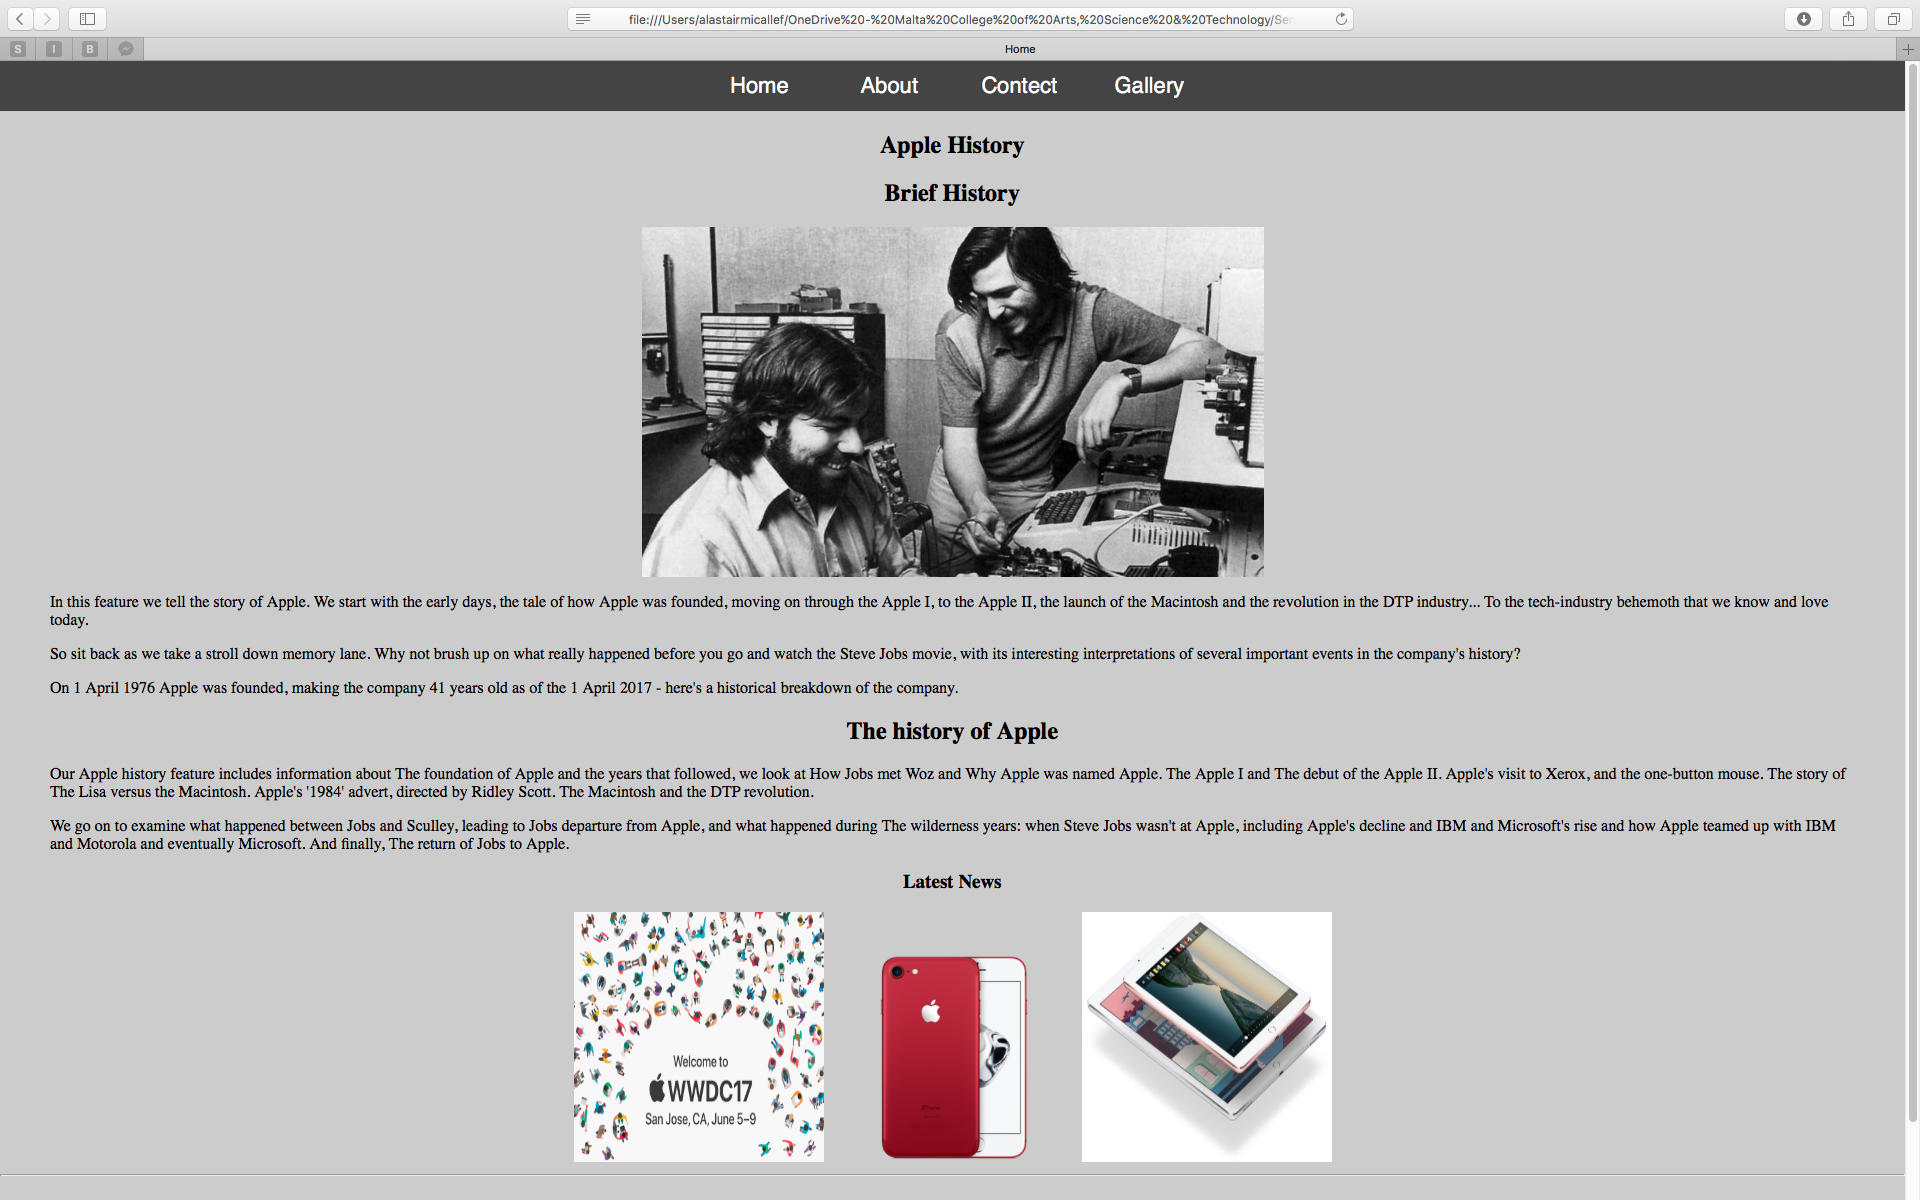 file:///Users/alastairmicallef/OneDrive%20-%20Malta%20College%20of%20Arts,%20Science%20&%20Technology/Se
S I B
Home
Home About Contect Gallery
Apple History
Brief History
In this feature we tell the story of Apple. We start with the early days, the tale of how Apple was founded, moving on through the Apple I, to the Apple II, the launch of the Macintosh and the revolution in the DTP industry... To the tech-industry behemoth that we know and love
today.
So sit back as we take a stroll down memory lane. Why not brush up on what really happened before you go and watch the Steve Jobs movie, with its interesting interpretations of several important events in the company's history?
On 1 April 1976 Apple was founded, making the company 41 years old as of the 1 April 2017 - here's a historical breakdown of the company.
The history of Apple
Our Apple history feature includes information about The foundation of Apple and the years that followed, we look at How Jobs met Woz and Why Apple was named Apple. The Apple I and The debut of the Apple II. Apple's visit to Xerox, and the one-button mouse. The story of
The Lisa versus the Macintosh. Apple's '1984' advert, directed by Ridley Scott. The Macintosh and the DTP revolution.
We go on to examine what happened between Jobs and Sculley, leading to Jobs departure from Apple, and what happened during The wilderness years: when Steve Jobs wasn't at Apple, including Apple's decline and IBM and Microsoft's rise and how Apple teamed up with IBM
and Motorola and eventually Microsoft. And finally, The return of Jobs to Apple.
Latest News
Welcome to
WWDC17
San Jose, CA, June 5–9
iPhone